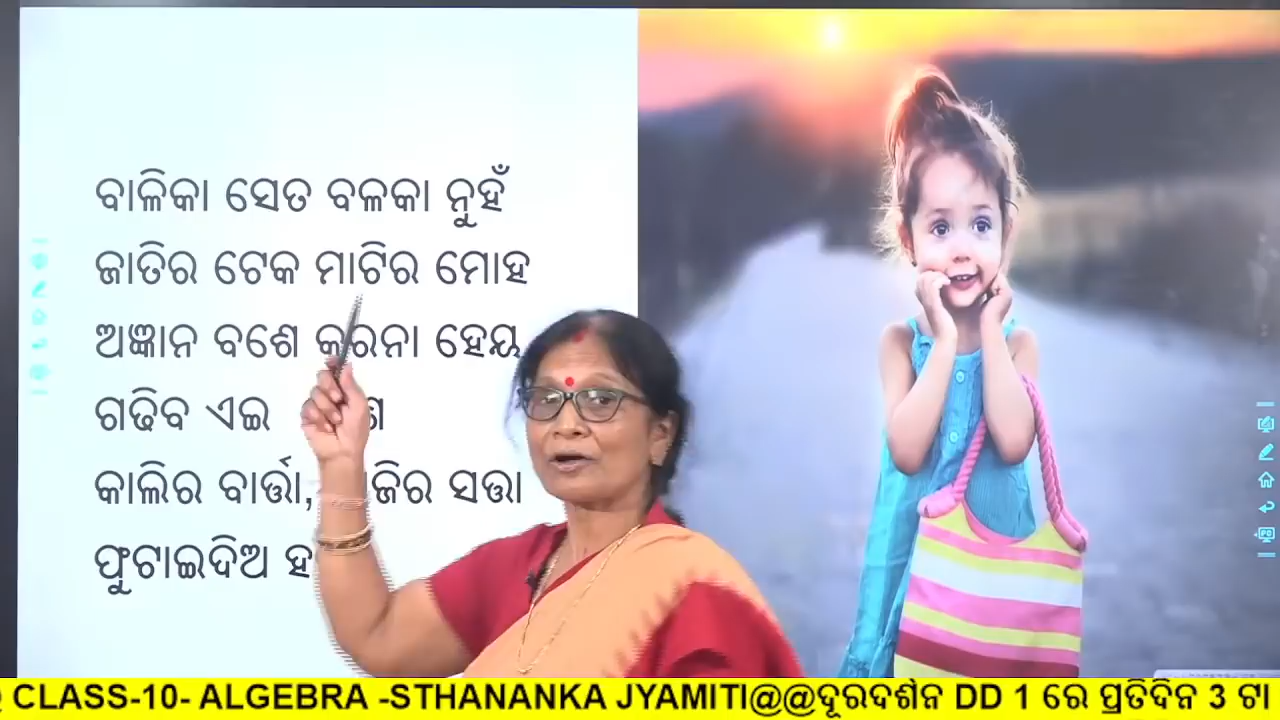 ବାଳିକା ସେତ ବଳକା ନୁହଁ
ଜାତିର ଟେକ ମାଟିର ମୋହ
ଅଜ୍ଞାନ ବଶେ କରନା ହେୟ
ଗଢିବ ଏଇ
କାଲିର ବାର୍ତ୍ତା, ସତ୍ତା
ଫୁଟାଇଦିଅ
CLASS-10- ALGEBRA -STHANANKA JYAMITI@@ଦୂରଦର୍ଶନ DD 1 ରେ ପ୍ରତିଦିନ 3 ଟା